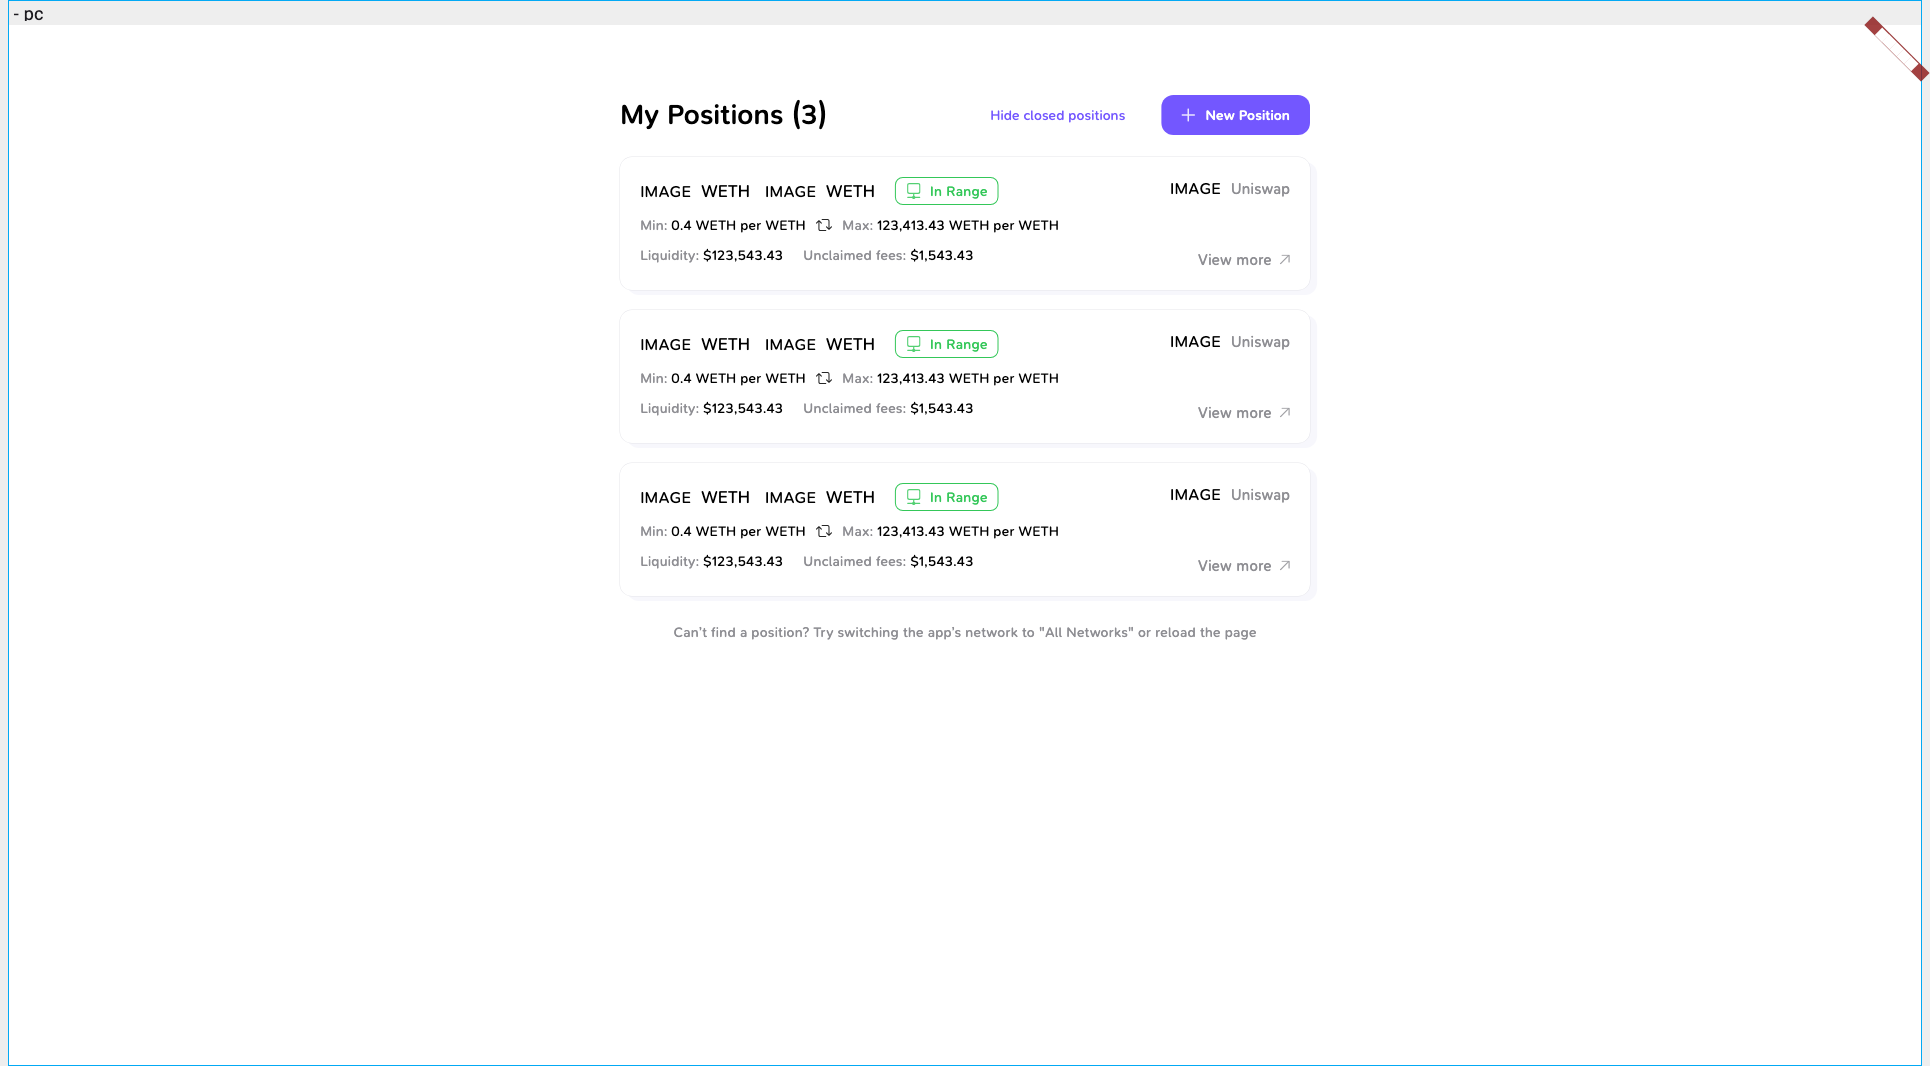 - pc
My Positions (3)
Hide closed positions
New Position
IMAGE WETH IMAGE WETH In Range
IMAGE Uniswap
Min: 0.4 WETH per WETH Max: 123,413.43 WETH per WETH
Liquidity: $123,543.43 Unclaimed fees: $1,543.43
View more
IMAGE WETH IMAGE WETH In Range
IMAGE Uniswap
Min: 0.4 WETH per WETH Max: 123,413.43 WETH per WETH
Liquidity: $123,543.43 Unclaimed fees: $1,543.43
View more
IMAGE WETH IMAGE WETH In Range
IMAGE Uniswap
Min: 0.4 WETH per WETH Max: 123,413.43 WETH per WETH
Liquidity: $123,543.43 Unclaimed fees: $1,543.43
View more
Can't find a position? Try switching the app's network to "All Networks" or reload the page